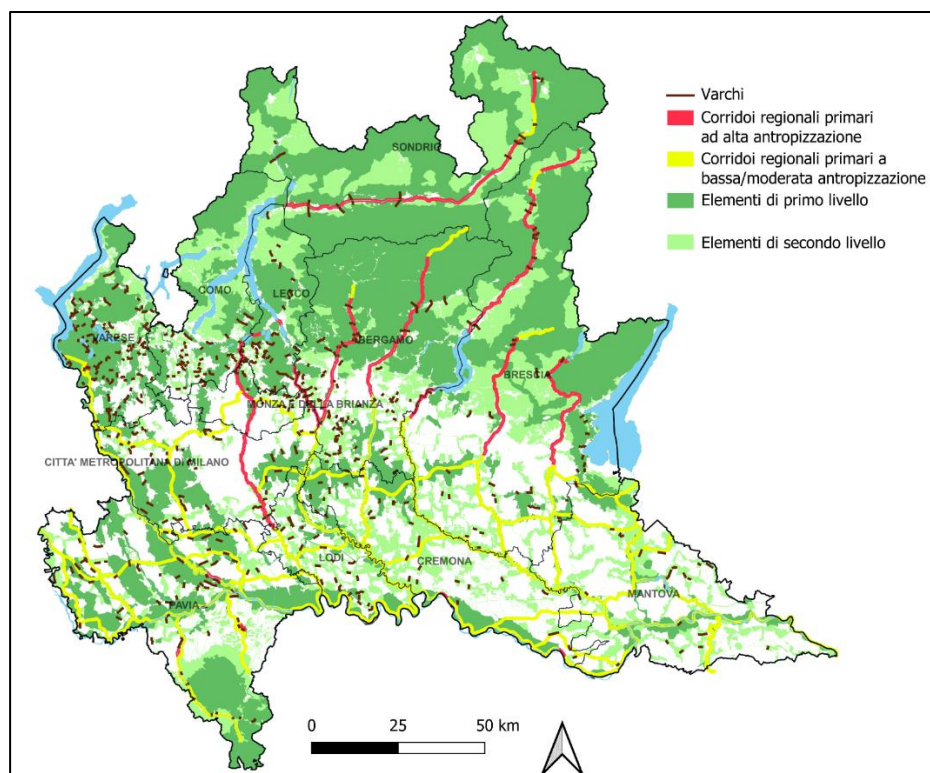 Varchi
Corridoi regionali primari
ad alta antropizzazione
Corridoi regionali primari a
bassa/moderata antropizzazione
Elementi di primo livello
Elementi di secondo livello
SONDRIO
COMO
LECCO
VARESE
BERGAMO
BRESCIA
MONZA E DELLA BRIANZA
CITTA' METROPOLITANA DI MILANO
LODI
CREMONA
PAVIA
MANTOVA
0 25 50 km